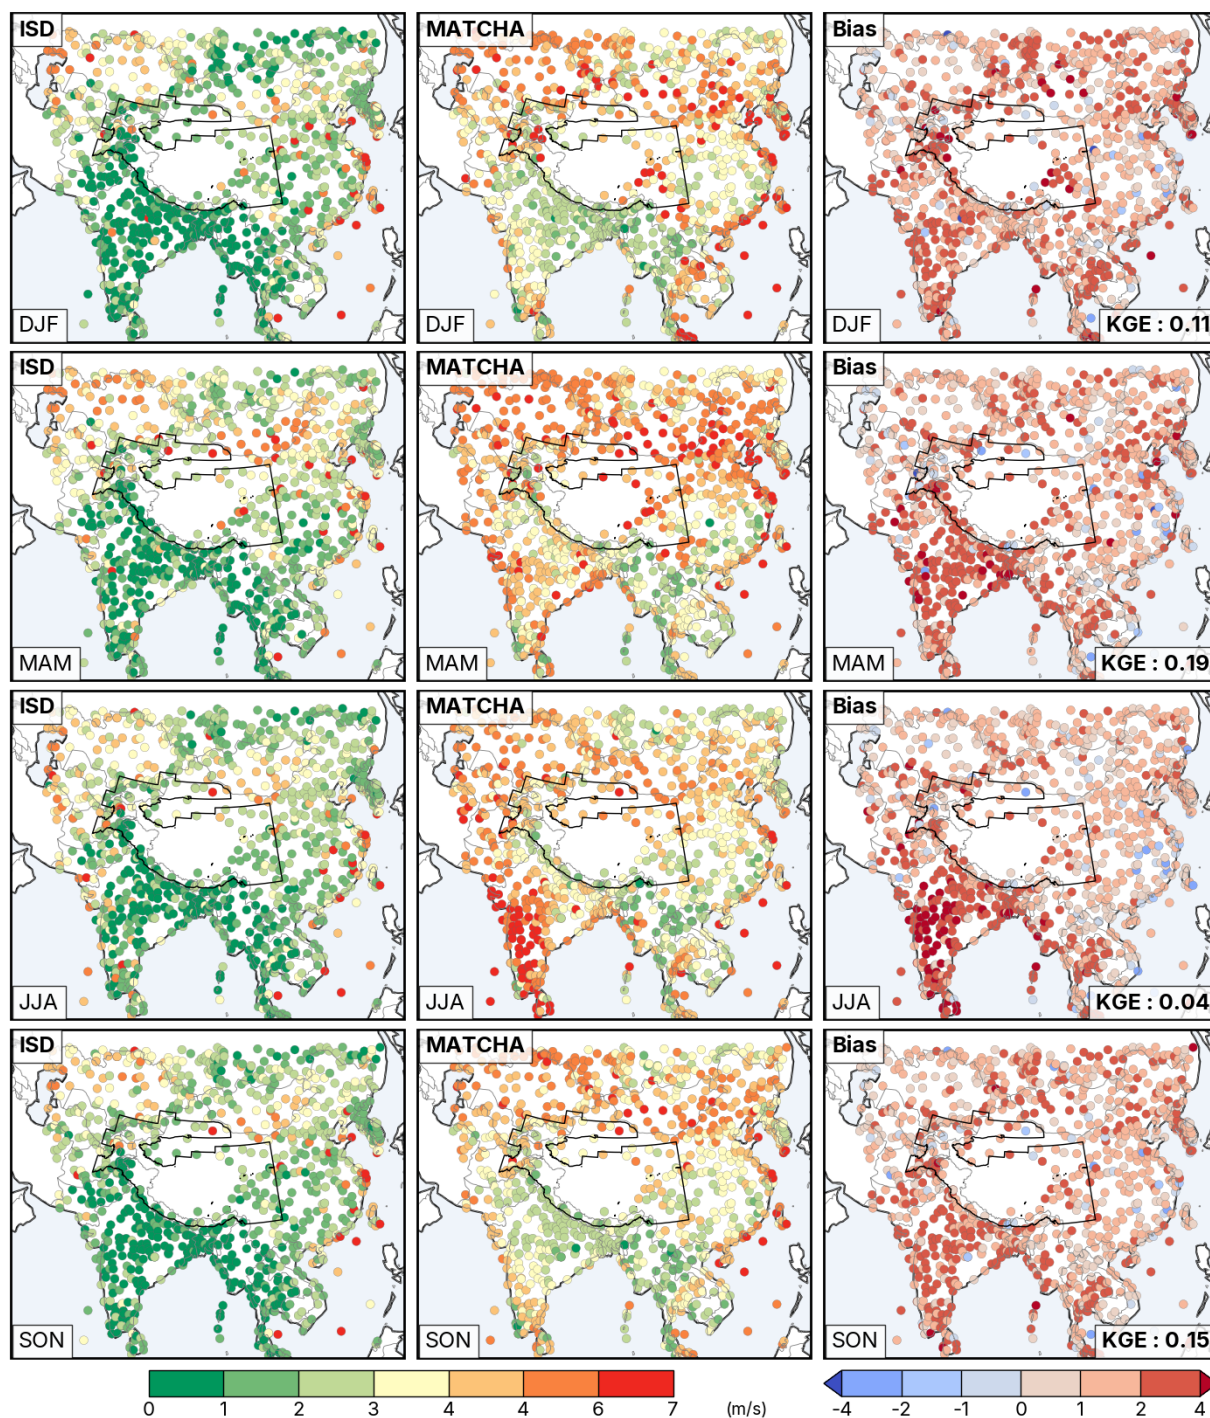 ISD MATCHA Bias
DJF DJF DJF KGE : 0.11
ISD MATCHA Bias
MAM MAM MAM KGE : 0.19
ISD MATCHA Bias
JJA JJA JJA KGE : 0.04
ISD MATCHA Bias
SON SON SON KGE : 0.15
0 1 2 3 4 4 6 7 (m/s) -4 -2 -1 0 1 2 4